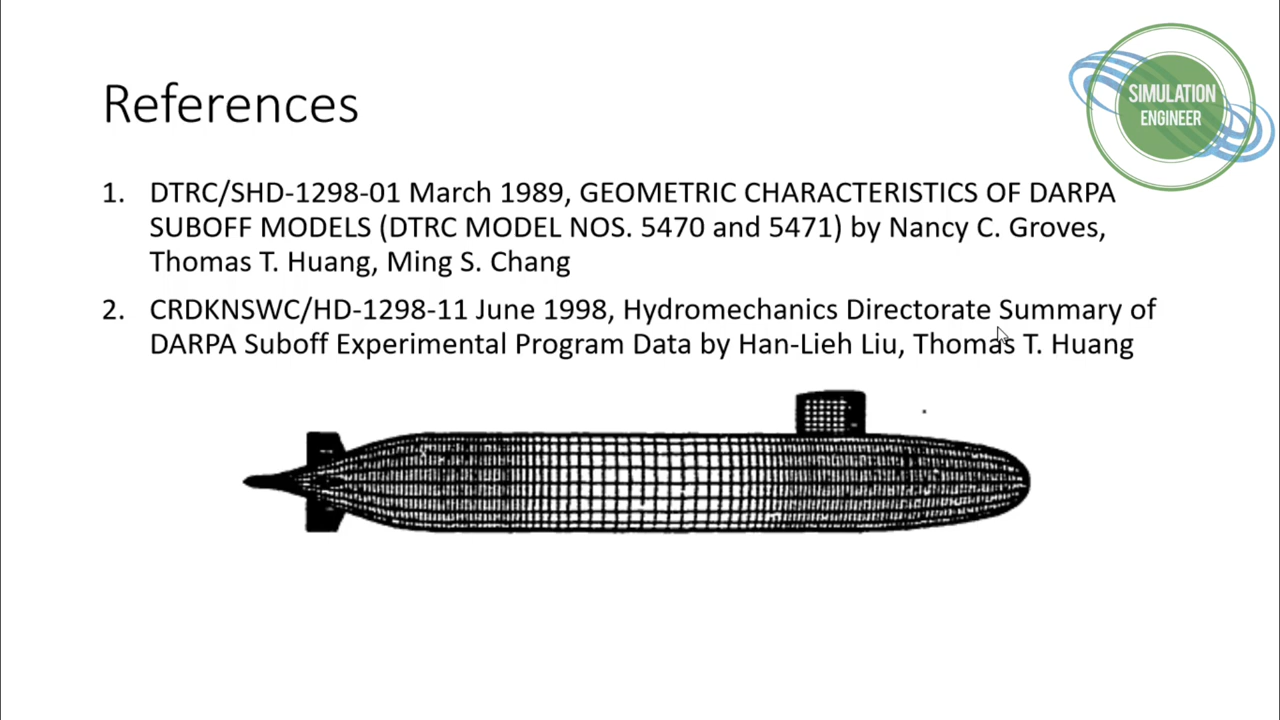 References
SIMULATION
ENGINEER
1. DTRC/SHD-1298-01 March 1989, GEOMETRIC CHARACTERISTICS OF DARPA
SUBOFF MODELS (DTRC MODEL NOS. 5470 and 5471) by Nancy C. Groves,
Thomas T. Huang, Ming S. Chang
2. CRDKNSWC/HD-1298-11 June 1998, Hydromechanics Directorate Summary of
DARPA Suboff Experimental Program Data by Han-Lieh Liu, Thomas T. Huang